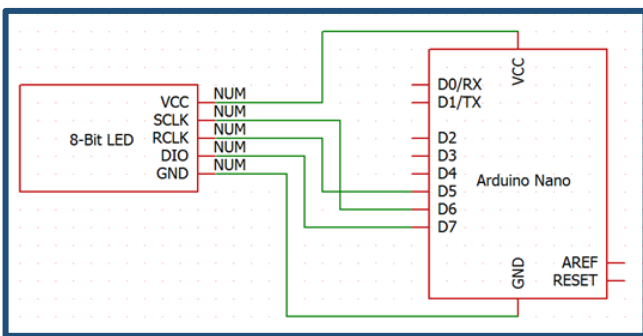 8-Bit LED
VCC NUM
SCLK NUM
RCLK NUM
DIO NUM
GND NUM
VCC
D0/RX
D1/TX
D2
D3
D4
D5
D6
D7
Arduino Nano
AREF
RESET
GND